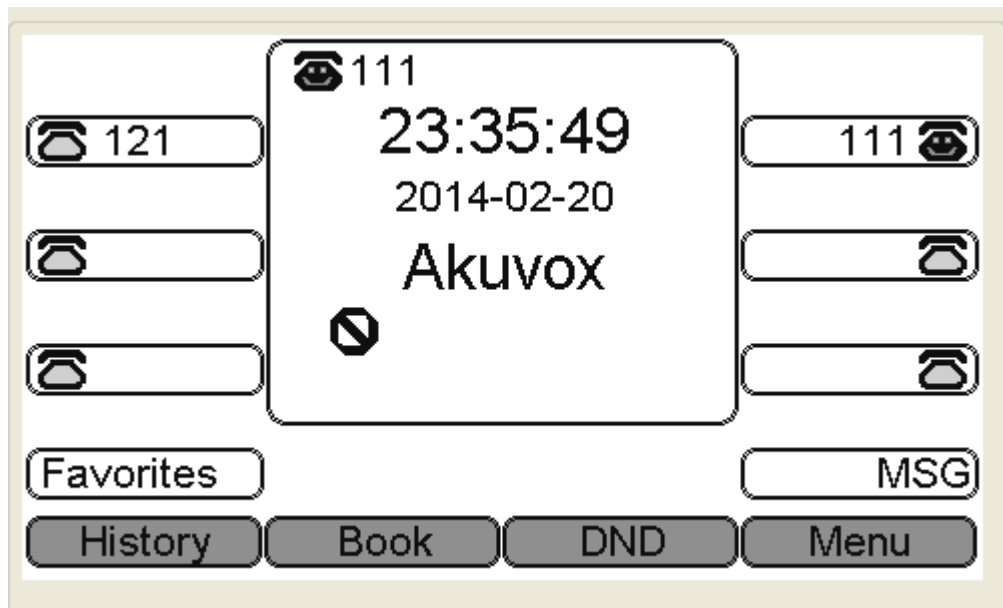 111
23:35:49
2014-02-20
Akuvox
121
111
Favorites
MSG
History
Book
DND
Menu